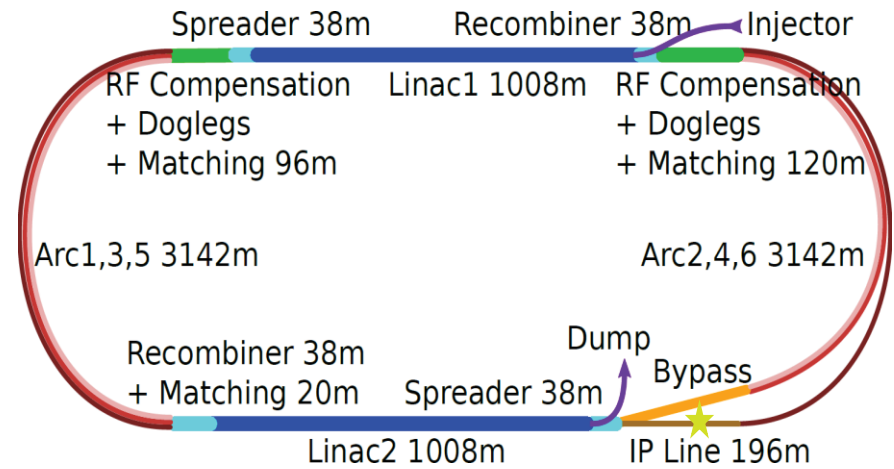 Spreader 38m
Recombiner 38m
Injector
RF Compensation
+ Doglegs
+ Matching 96m
Linac1 1008m
RF Compensation
+ Doglegs
+ Matching 120m
Arc1,3,5 3142m
Arc2,4,6 3142m
Recombiner 38m
+ Matching 20m
Spreader 38m
Dump
Bypass
Linac2 1008m
IP Line 196m